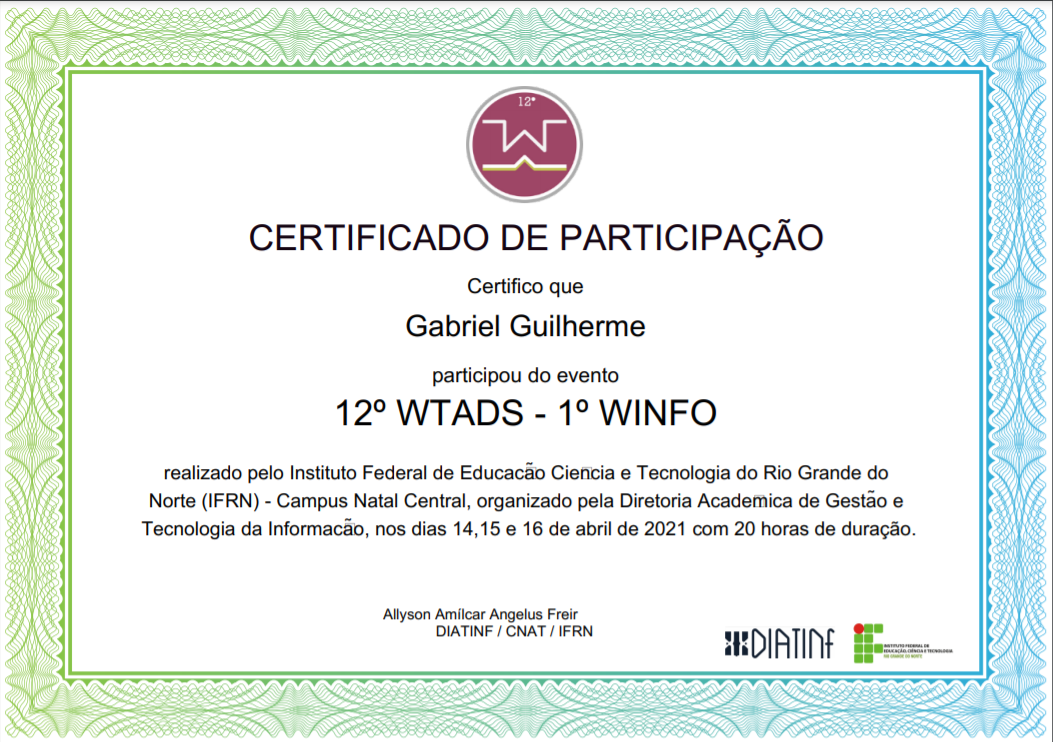 12º
CERTIFICADO DE PARTICIPAÇÃO
Certifico que
Gabriel Guilherme
participou do evento
12º WTADS - 1º WINFO
realizado pelo Instituto Federal de Educacão Ciencia e Tecnologia do Rio Grande do
Norte (IFRN) - Campus Natal Central, organizado pela Diretoria Academica de Gestão e
Tecnologia da Informacão, nos dias 14,15 e 16 de abril de 2021 com 20 horas de duração.
Allyson Amílcar Angelus Freir
DIATINF / CNAT / IFRN
DIATINF
INSTITUTO FEDERAL DE
EDUCAÇÃO, CIÊNCIA E TECNOLOGIA
RIO GRANDE DO NORTE